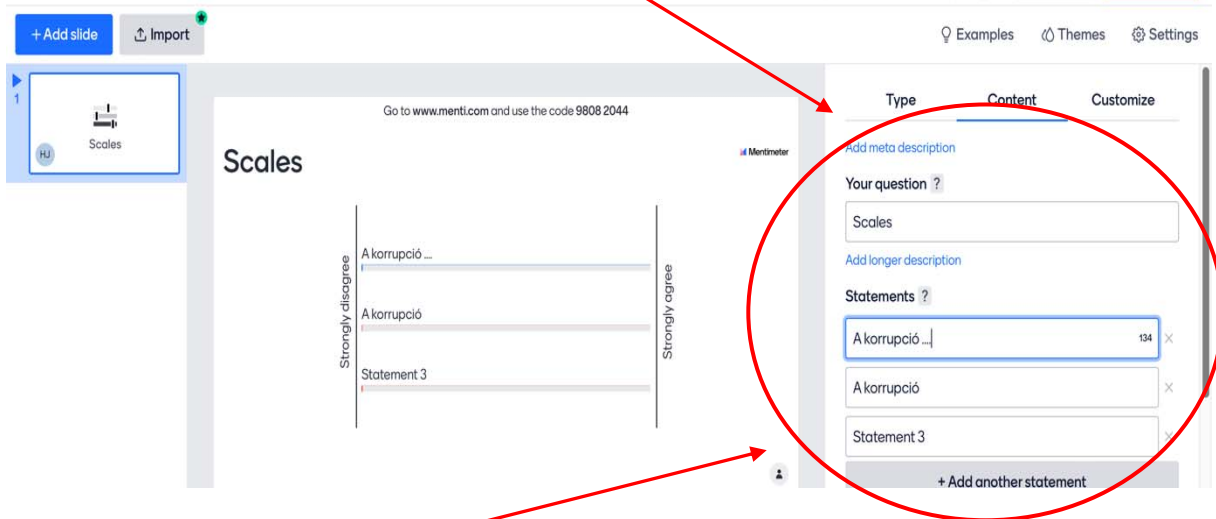 + Add slide
Import
Examples
Themes
Settings
1
HJ
Scales
Go to www.menti.com and use the code 9808 2044
Scales
Mentimeter
Strongly disagree
A korrupció ....
A korrupció
Statement 3
Strongly agree
Type
Content
Customize
Add meta description
Your question ?
Scales
Add longer description
Statements ?
A korrupció ....
134
A korrupció
Statement 3
+ Add another statement